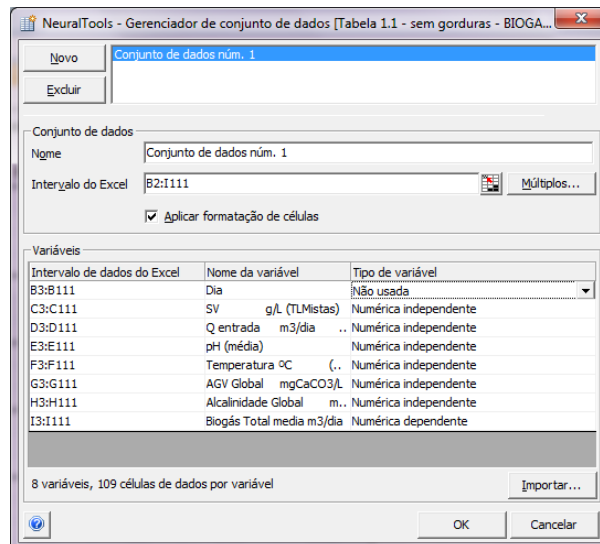 NeuralTools - Gerenciador de conjunto de dados [Tabela 1.1 - sem gorduras - BIOGA...
Novo
Conjunto de dados núm. 1
Excluir
Conjunto de dados
Nome
Conjunto de dados núm. 1
Intervalo do Excel
B2:I111
Múltiplos...
Aplicar formatação de células
Variáveis
Intervalo de dados do Excel Nome da variável Tipo de variável
B3:B111 Dia Não usada
C3:C111 SV g/L (TLMistas) Numérica independente
D3:D111 Q entrada m3/dia .. Numérica independente
E3:E111 pH (média) Numérica independente
F3:F111 Temperatura ºC (.. Numérica independente
G3:G111 AGV Global mgCaCO3/L Numérica independente
H3:H111 Alcalinidade Global m.. Numérica independente
I3:I111 Biogás Total media m3/dia Numérica dependente
8 variáveis, 109 células de dados por variável
Importar...
OK
Cancelar